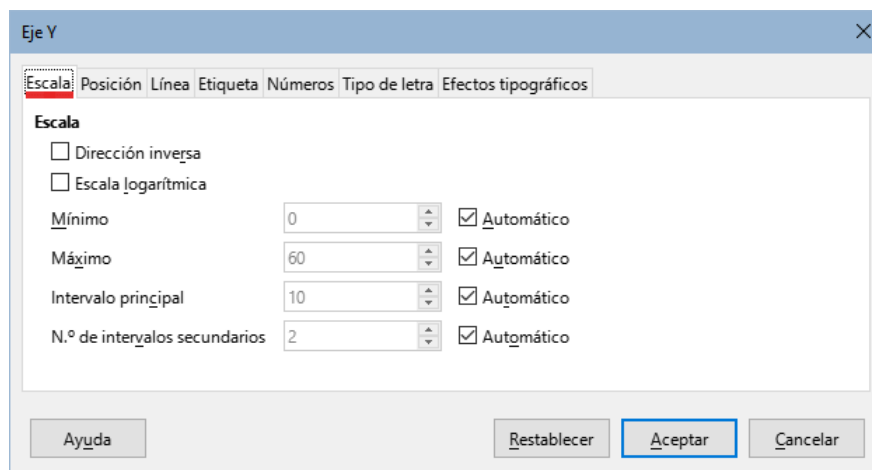 Eje Y
Escala Posición Línea Etiqueta Números Tipo de letra Efectos tipográficos
Escala
Dirección inversa
Escala logarítmica
Mínimo 0 Automático
Máximo 60 Automático
Intervalo principal 10 Automático
N.º de intervalos secundarios 2 Automático
Ayuda Restablecer Aceptar Cancelar